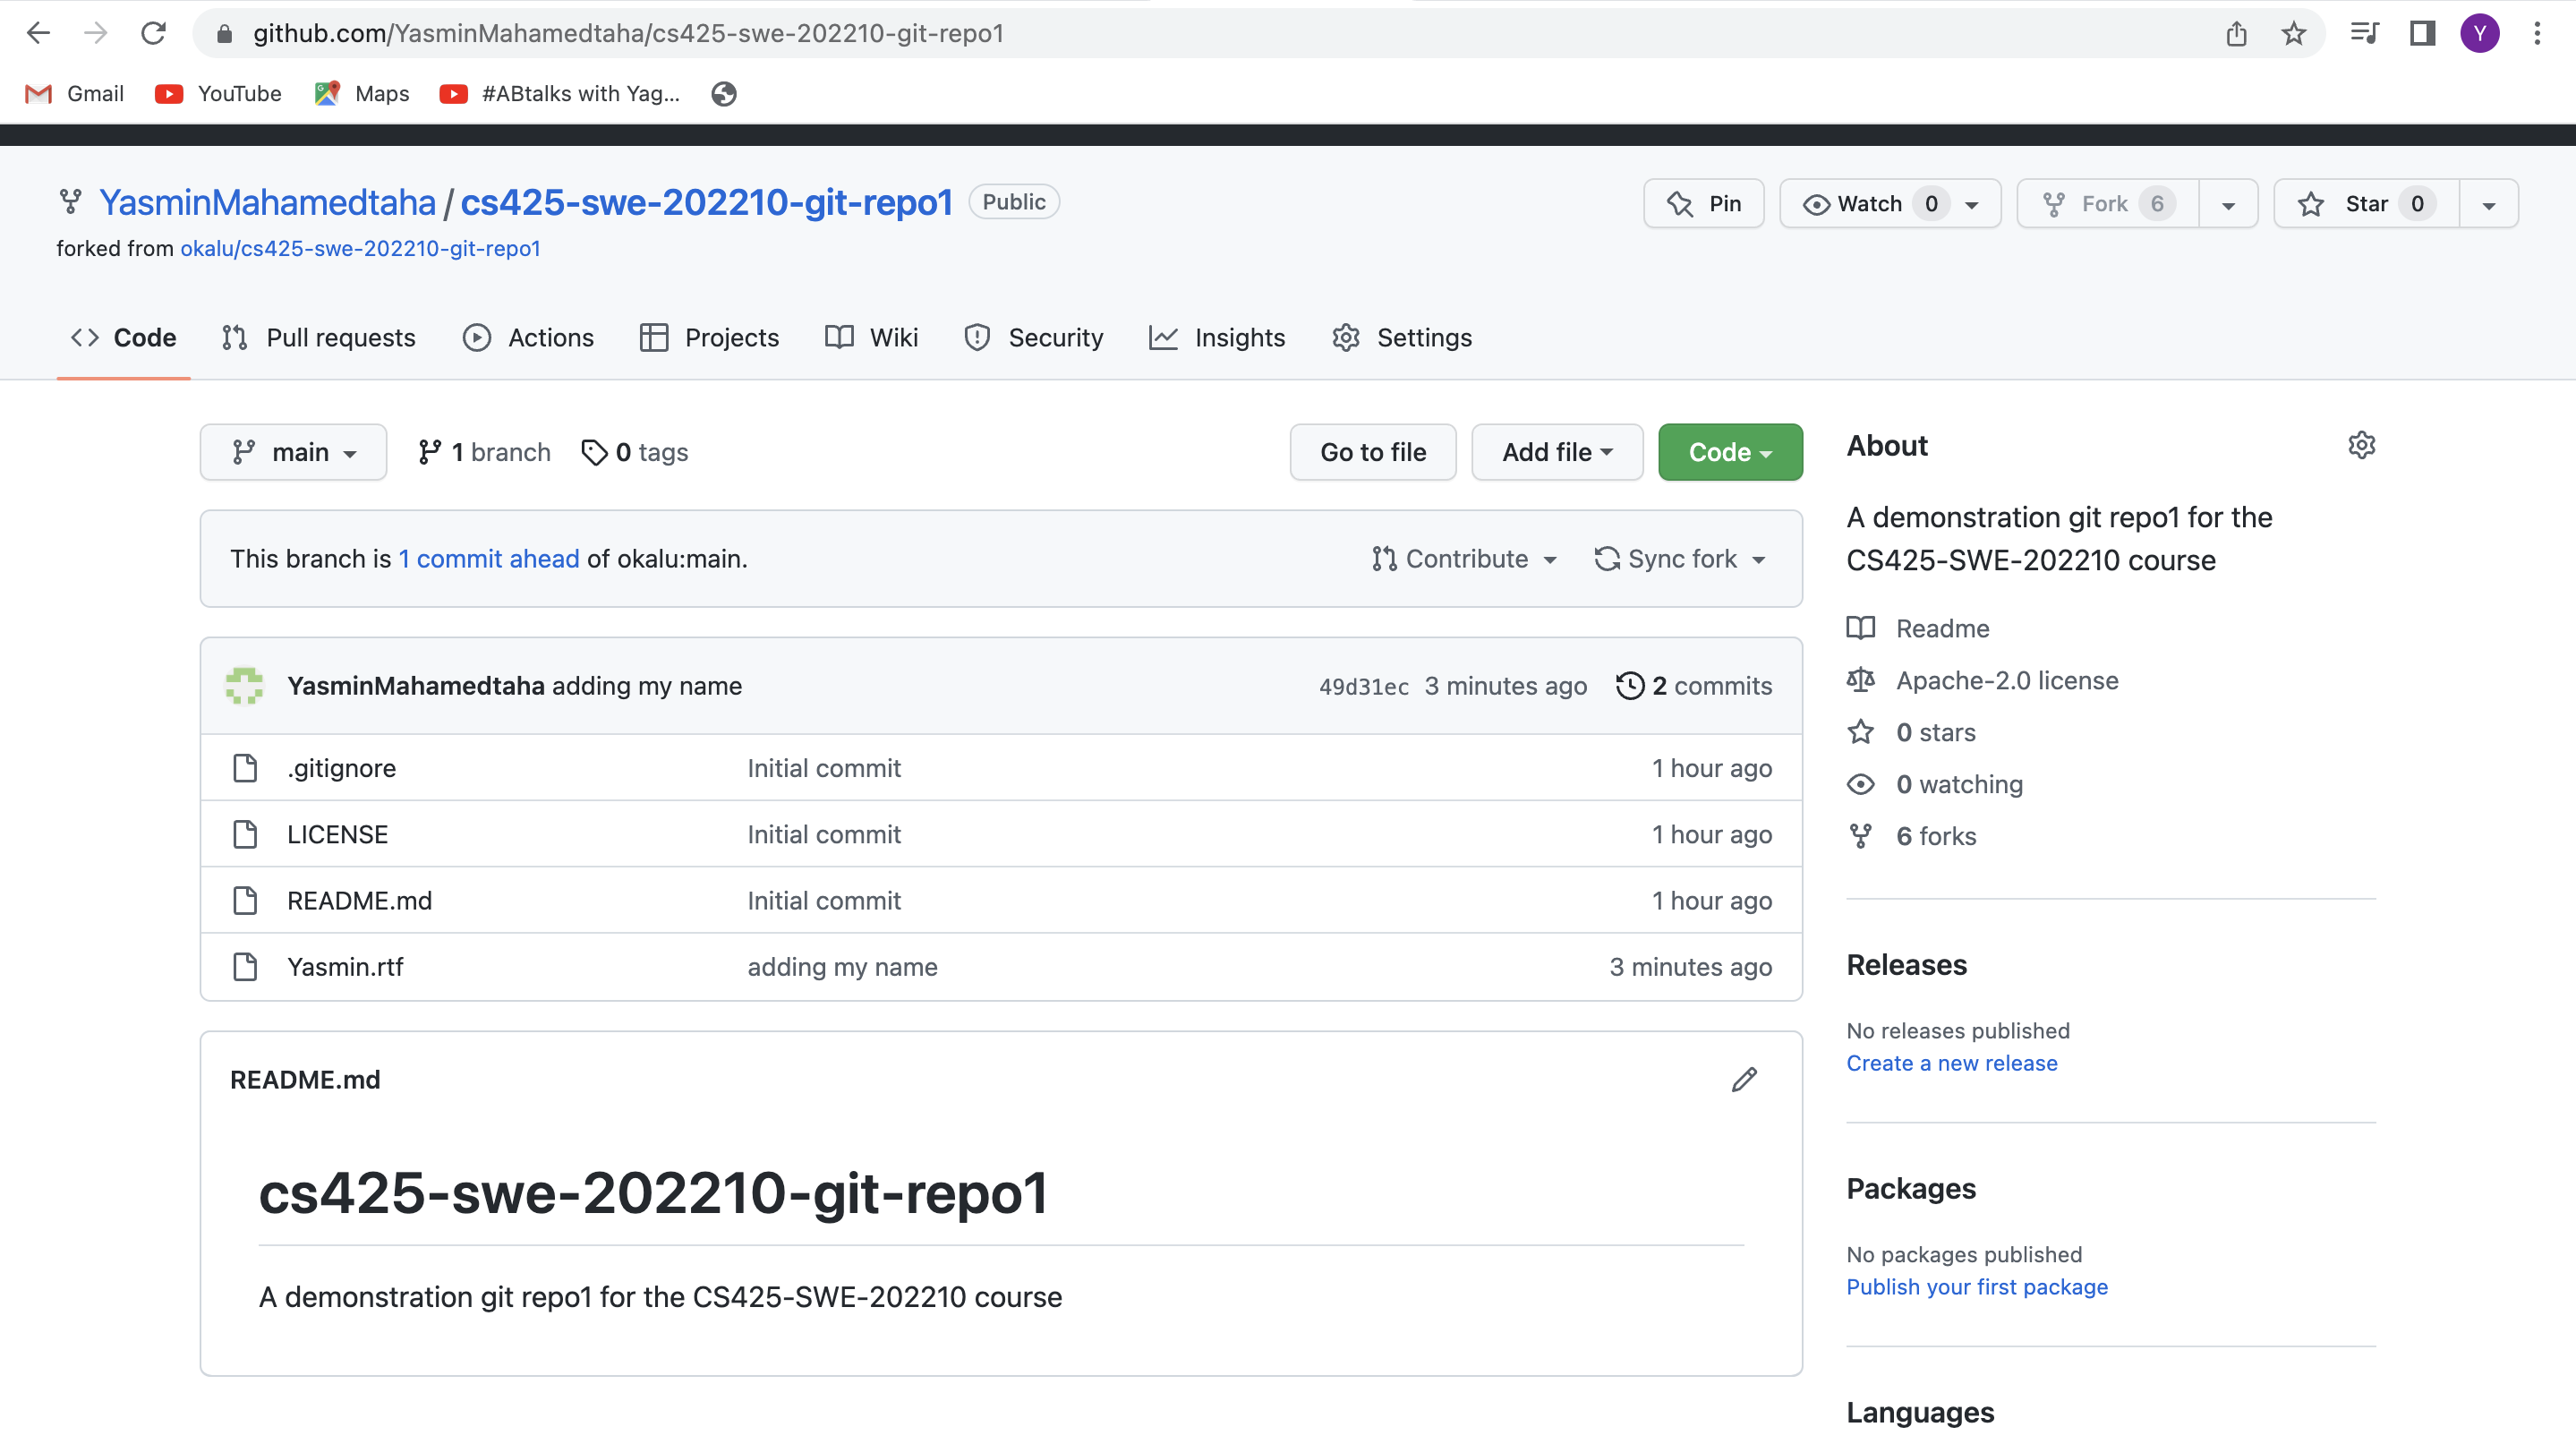 github.com/YasminMahamedtaha/cs425-swe-202210-git-repo1
Y
Gmail YouTube Maps #ABtalks with Yag...
YasminMahamedtaha / cs425-swe-202210-git-repo1 Public
Pin Watch 0 Fork 6 Star 0
forked from okalu/cs425-swe-202210-git-repo1
Code Pull requests Actions Projects Wiki Security Insights Settings
main 1 branch 0 tags Go to file Add file Code
This branch is 1 commit ahead of okalu:main. Contribute Sync fork
YasminMahamedtaha adding my name 49d31ec 3 minutes ago 2 commits
.gitignore Initial commit 1 hour ago
LICENSE Initial commit 1 hour ago
README.md Initial commit 1 hour ago
Yasmin.rtf adding my name 3 minutes ago
README.md
cs425-swe-202210-git-repo1
A demonstration git repo1 for the CS425-SWE-202210 course
About
A demonstration git repo1 for the
CS425-SWE-202210 course
Readme
Apache-2.0 license
0 stars
0 watching
6 forks
Releases
No releases published
Create a new release
Packages
No packages published
Publish your first package
Languages